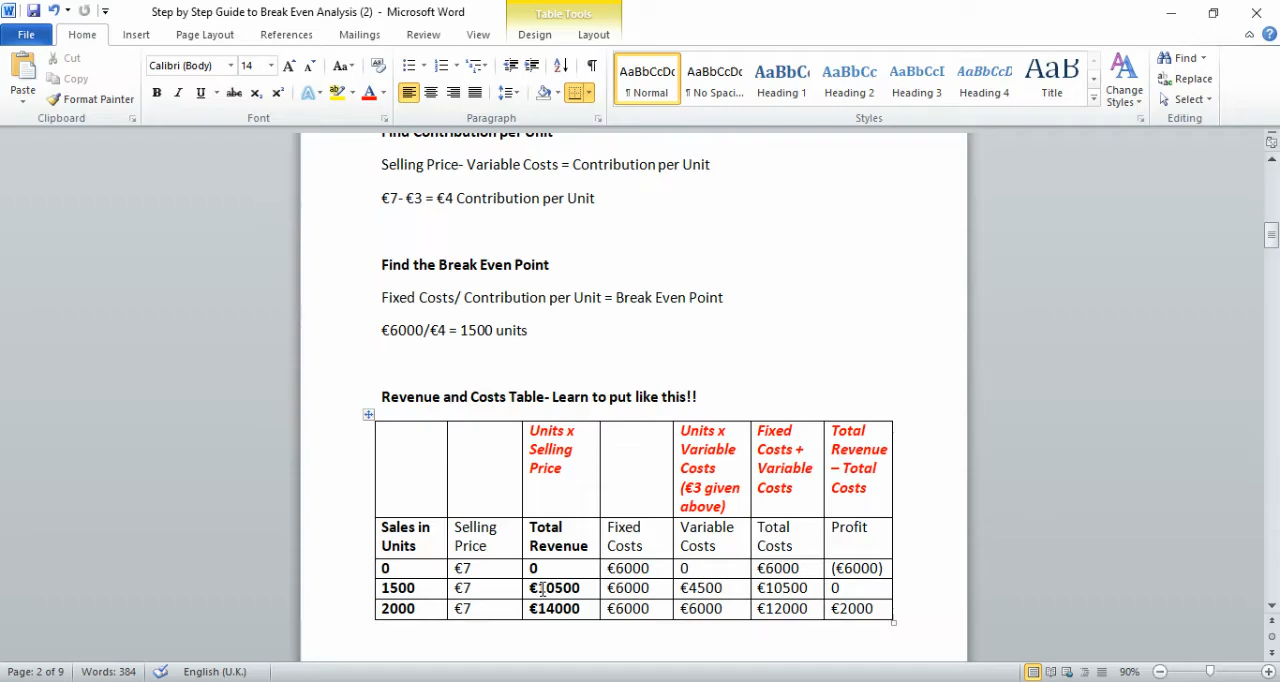 Step by Step Guide to Break Even Analysis (2) - Microsoft Word
Table Tools
File Home Insert Page Layout References Mailings Review View Design Layout
Paste
Cut
Copy
Format Painter
Clipboard
Calibri (Body) 14
Font
Paragraph
AaBbCcDc AaBbCcDc AaBbC AaBbCc AaBbCcI AaBbCcD AaB
¶ Normal ¶ No Spaci... Heading 1 Heading 2 Heading 3 Heading 4 Title
Change Styles
Styles
Find
Replace
Select
Editing
Find Contribution per Unit
Selling Price- Variable Costs = Contribution per Unit
€7- €3 = €4 Contribution per Unit
Find the Break Even Point
Fixed Costs/ Contribution per Unit = Break Even Point
€6000/€4 = 1500 units
Revenue and Costs Table- Learn to put like this!!
Units x Selling Price
Units x Variable Costs (€3 given above)
Fixed Costs + Variable Costs
Total Revenue – Total Costs
Sales in Units Selling Price Total Revenue Fixed Costs Variable Costs Total Costs Profit
0 €7 0 €6000 0 €6000 (€6000)
1500 €7 €10500 €6000 €4500 €10500 0
2000 €7 €14000 €6000 €6000 €12000 €2000
Page: 2 of 9 Words: 384 English (U.K.) 90%